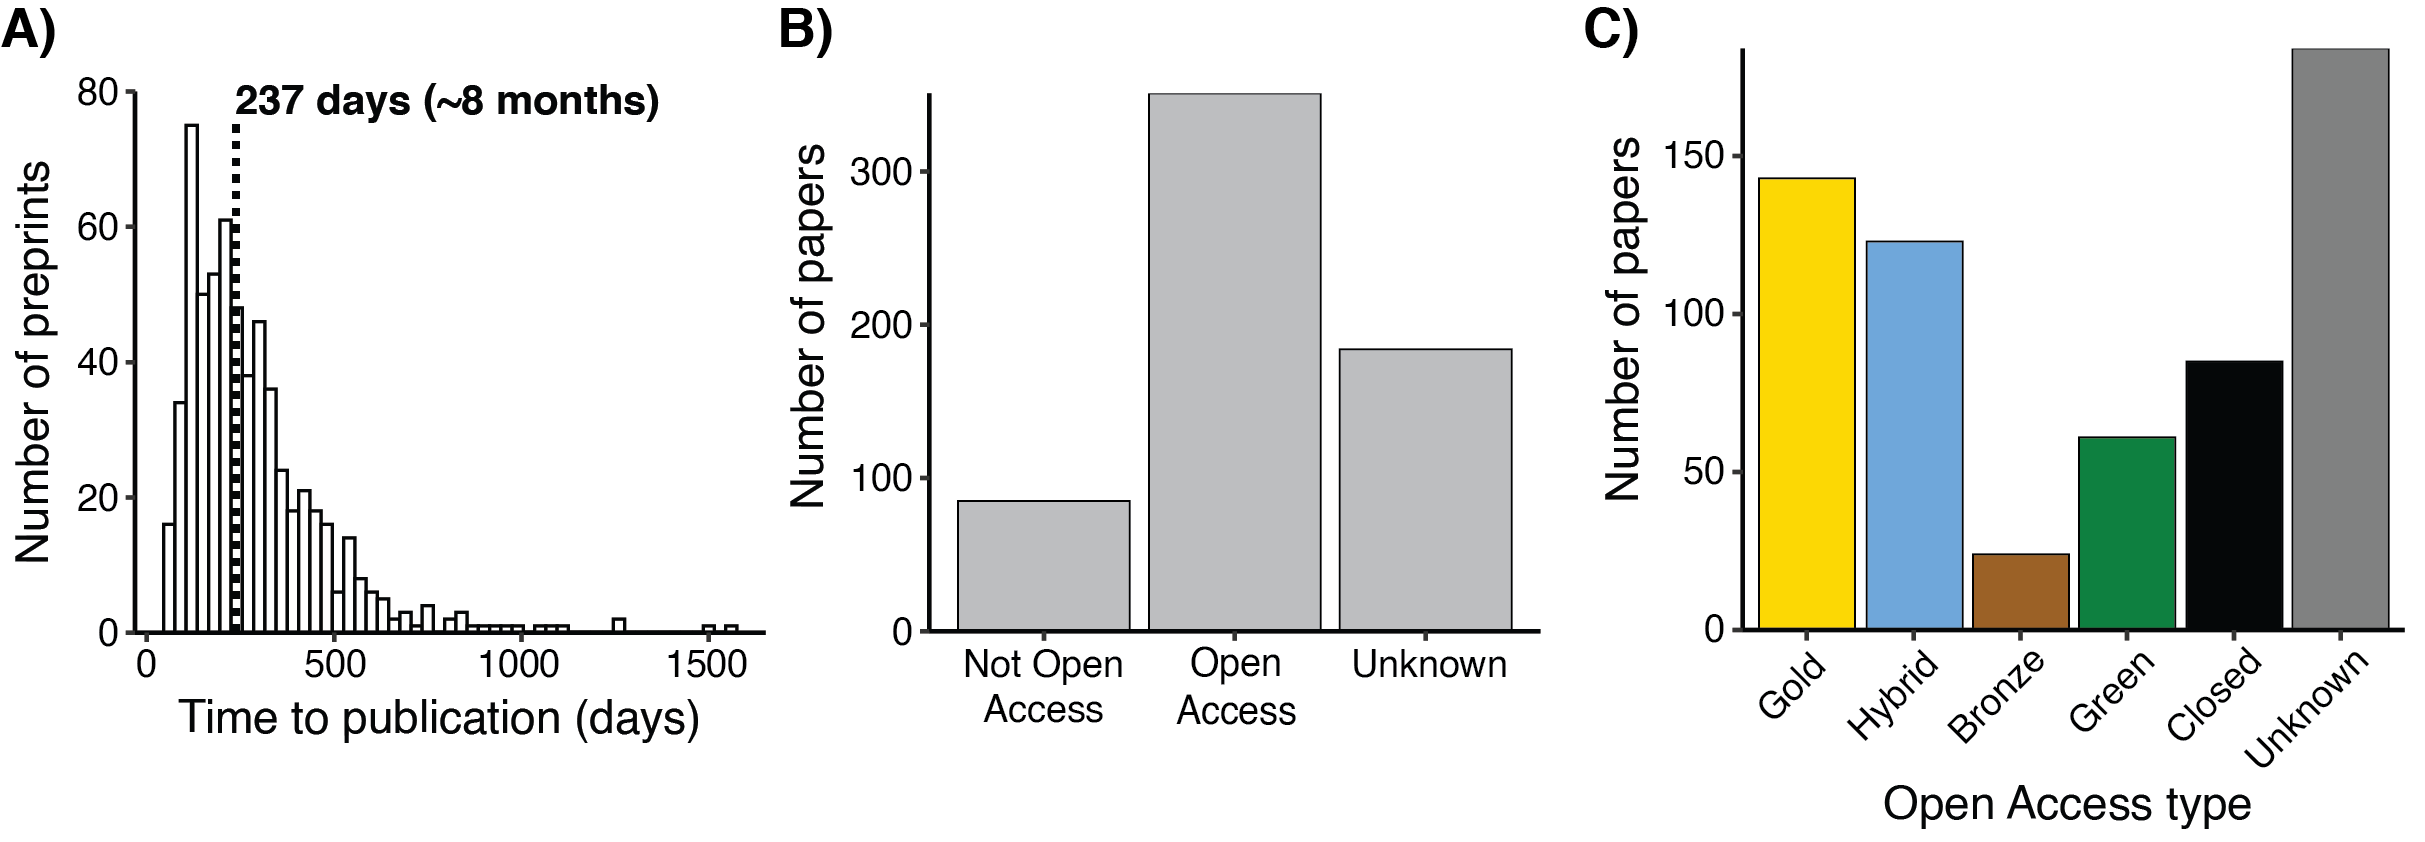 A)
237 days (~8 months)
80
60
40
20
0
Number of preprints
0 500 1000 1500
Time to publication (days)
B)
300
200
100
0
Number of papers
Not Open Access
Open Access
Unknown
C)
150
100
50
0
Number of papers
Gold
Hybrid
Bronze
Green
Closed
Unknown
Open Access type